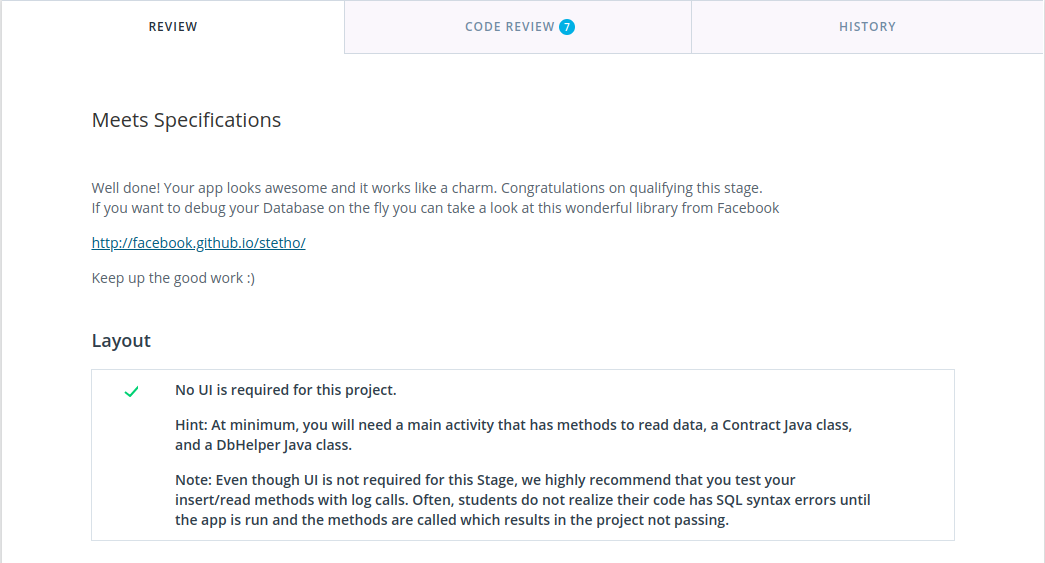 REVIEW
CODE REVIEW 7
HISTORY
Meets Specifications
Well done! Your app looks awesome and it works like a charm. Congratulations on qualifying this stage.
If you want to debug your Database on the fly you can take a look at this wonderful library from Facebook
http://facebook.github.io/stetho/
Keep up the good work :)
Layout
No UI is required for this project.
Hint: At minimum, you will need a main activity that has methods to read data, a Contract Java class,
and a DbHelper Java class.
Note: Even though UI is not required for this Stage, we highly recommend that you test your
insert/read methods with log calls. Often, students do not realize their code has SQL syntax errors until
the app is run and the methods are called which results in the project not passing.